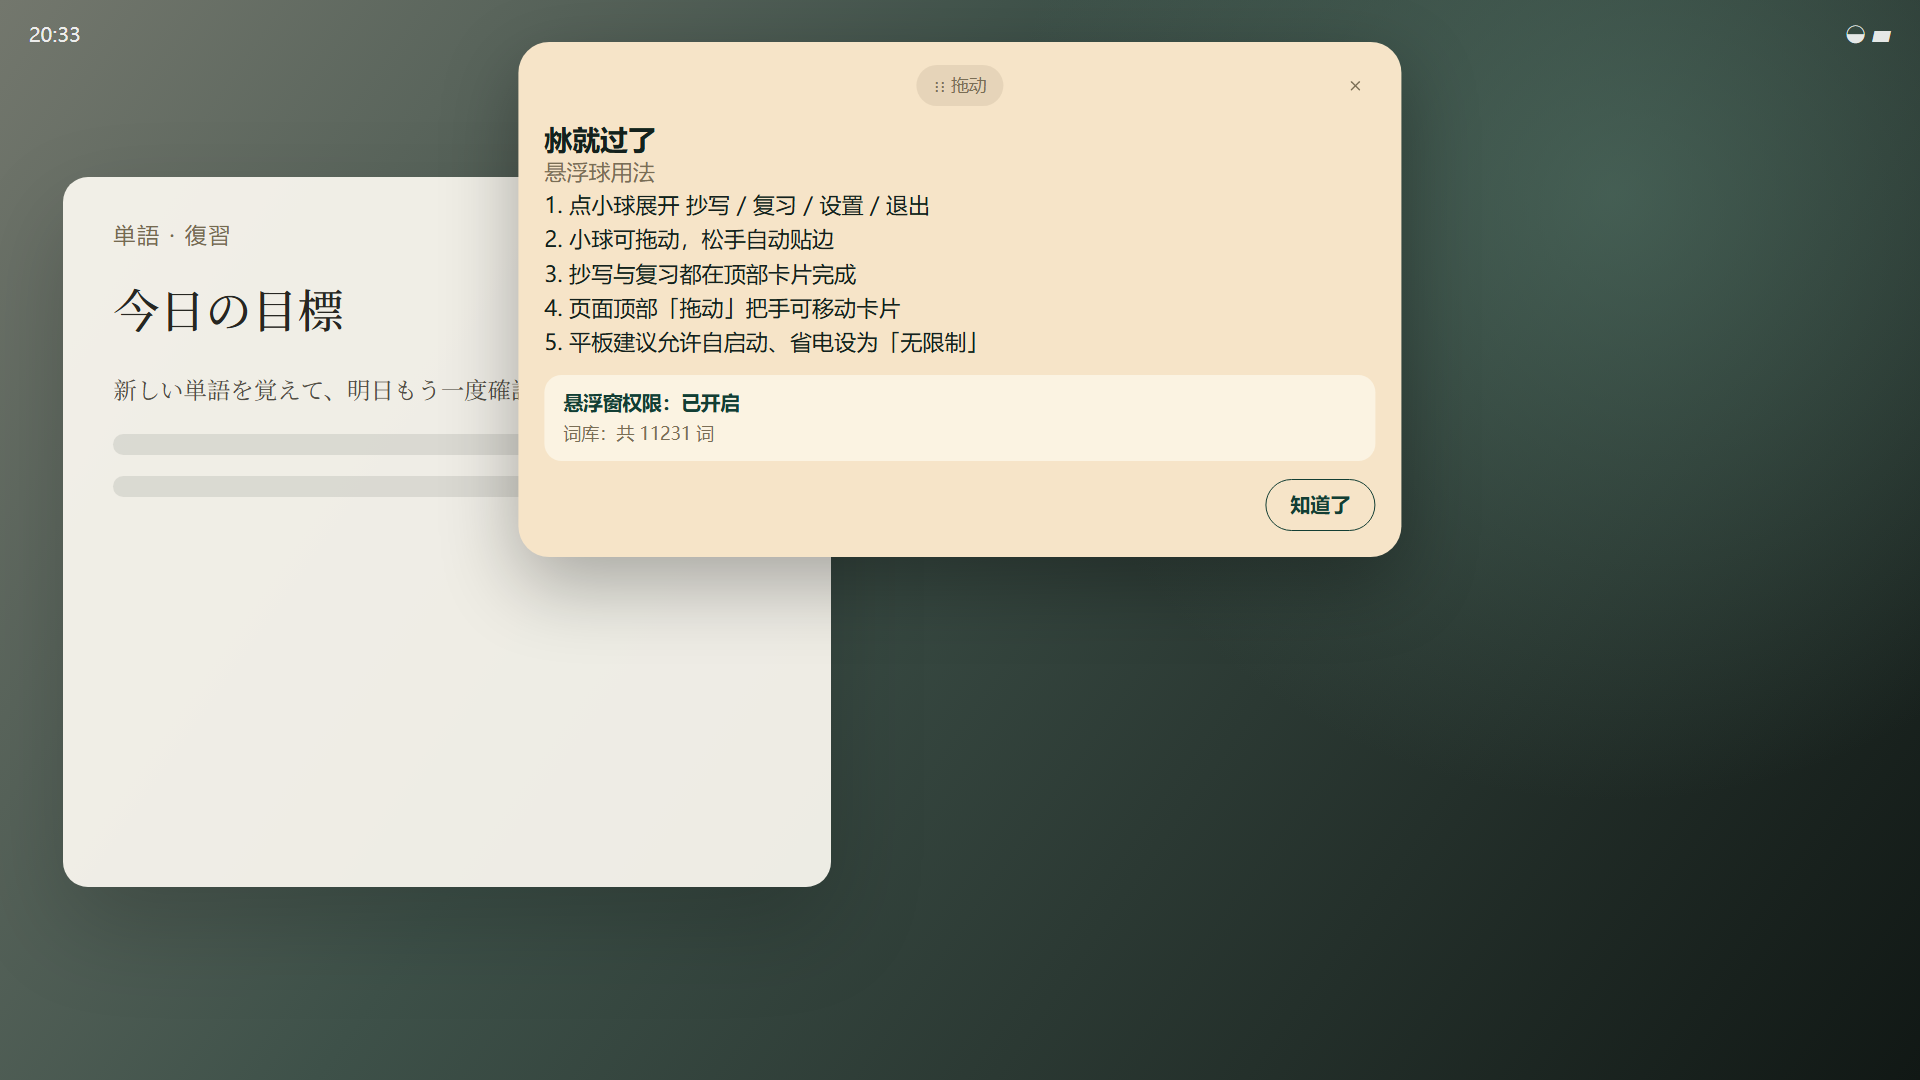 20:33
拖动
×
単語 · 復習
今日の目標
新しい単語を覚えて、明日もう一度確
就过了
悬浮球用法
1. 点小球展开 抄写 / 复习 / 设置 / 退出
2. 小球可拖动，松手自动贴边
3. 抄写与复习都在顶部卡片完成
4. 页面顶部「拖动」把手可移动卡片
5. 平板建议允许自启动、省电设为「无限制」
悬浮窗权限：已开启
词库：共 11231 词
知道了